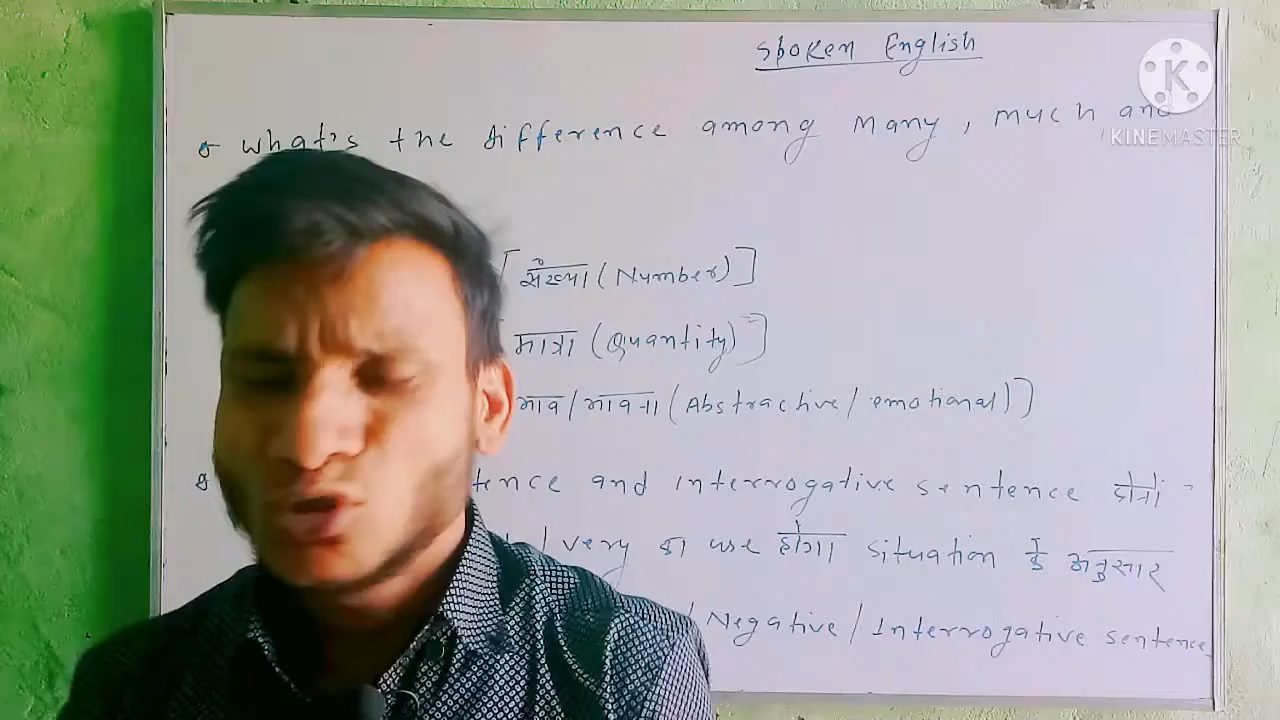 Spoken English
K
KINEMASTER
What's the difference among many, much and
[संख्या (Number)]
मात्रा (Quantity)]
भाव/भावना (Abstractive/emotional)]
tence and interrogative sentence दोनो
/very का use होगा situation के अनुसार
/Negative/Interrogative sentence